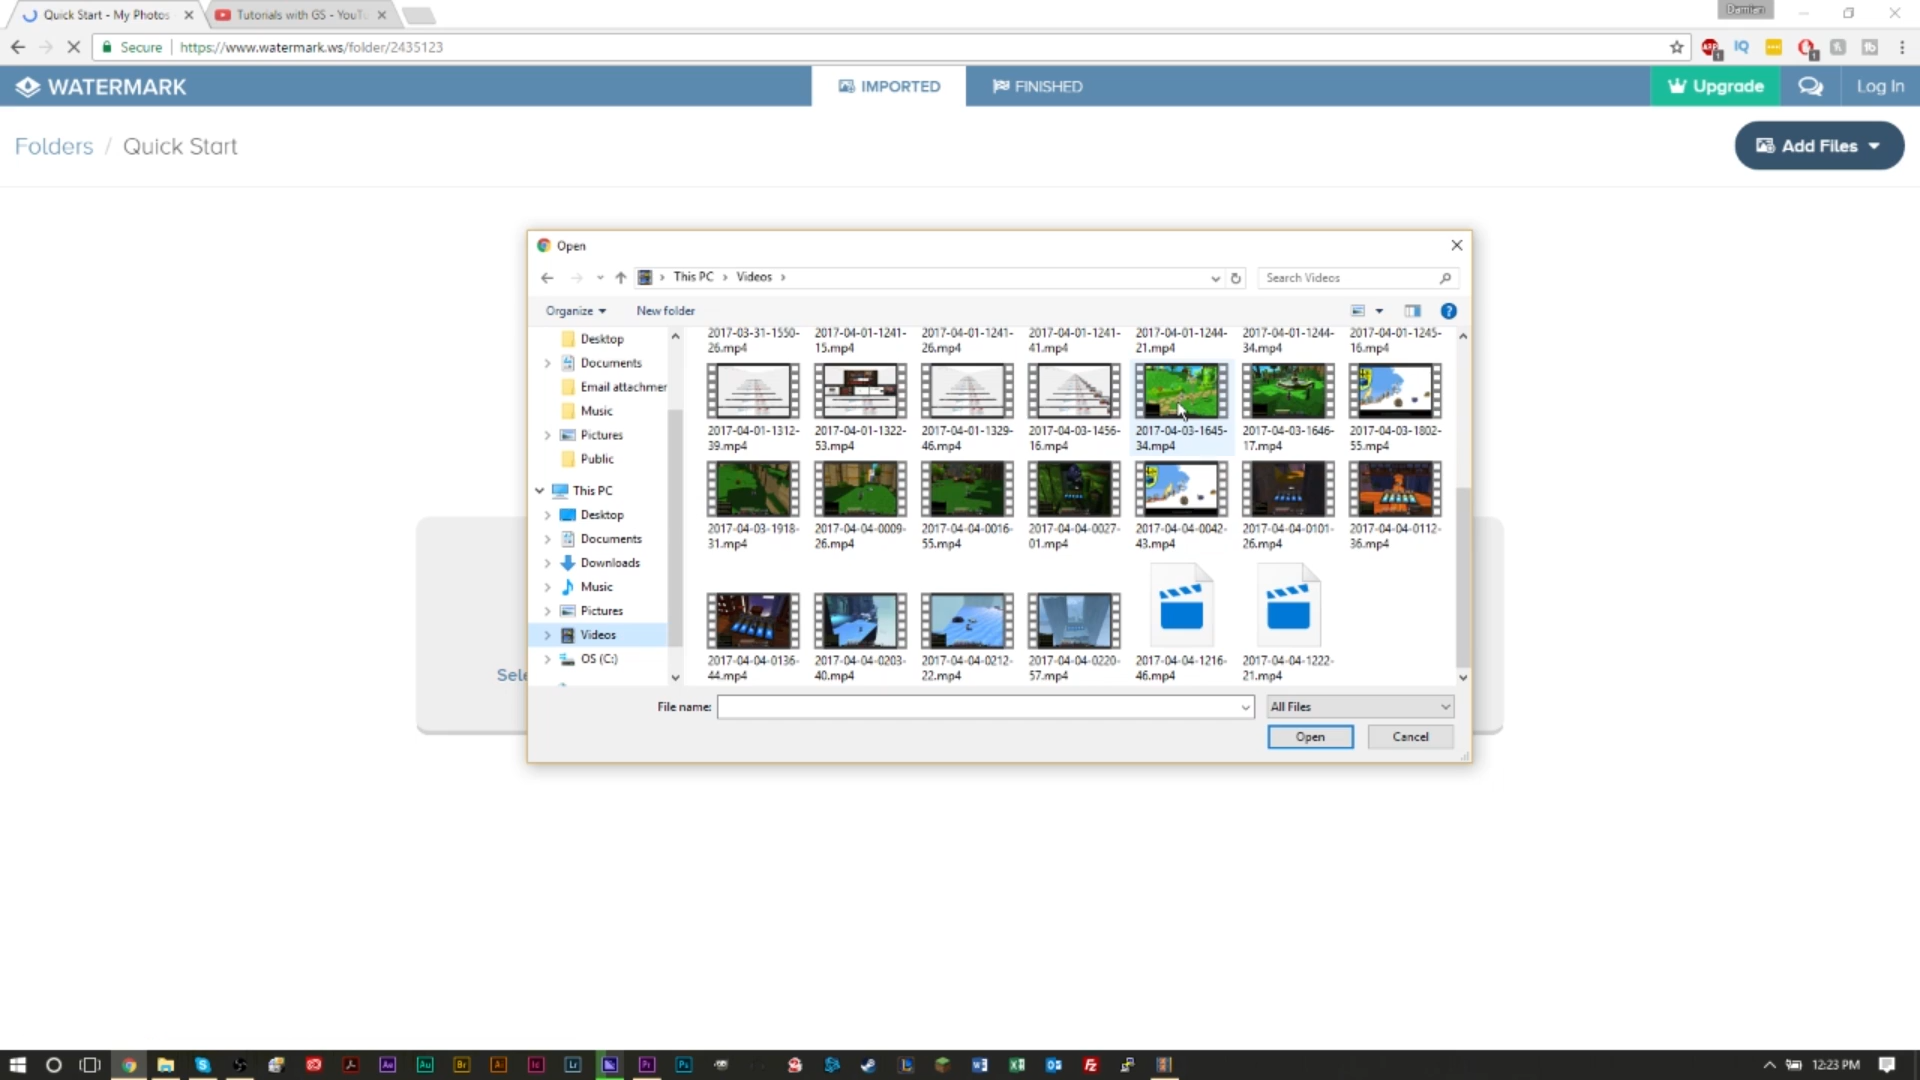 Quick Start - My Photos
Tutorials with GS - YouTu
Damian
Secure
https://www.watermark.ws/folder/2435123
WATERMARK
IMPORTED
FINISHED
Upgrade
Log In
Folders / Quick Start
Add Files
Open
This PC
Videos
Search Videos
Organize
New folder
Desktop
Documents
Email attachmer
Music
Pictures
Public
This PC
Desktop
Documents
Downloads
Music
Pictures
Videos
OS (C:)
2017-03-31-1550-
26.mp4
2017-04-01-1241-
15.mp4
2017-04-01-1241-
26.mp4
2017-04-01-1241-
41.mp4
2017-04-01-1244-
21.mp4
2017-04-01-1244-
34.mp4
2017-04-01-1245-
16.mp4
2017-04-01-1312-
39.mp4
2017-04-01-1322-
53.mp4
2017-04-01-1329-
46.mp4
2017-04-03-1456-
16.mp4
2017-04-03-1645-
34.mp4
2017-04-03-1646-
17.mp4
2017-04-03-1802-
55.mp4
2017-04-03-1918-
31.mp4
2017-04-04-0009-
26.mp4
2017-04-04-0016-
55.mp4
2017-04-04-0027-
01.mp4
2017-04-04-0042-
43.mp4
2017-04-04-0101-
26.mp4
2017-04-04-0112-
36.mp4
2017-04-04-0136-
44.mp4
2017-04-04-0203-
40.mp4
2017-04-04-0212-
22.mp4
2017-04-04-0220-
57.mp4
2017-04-04-1216-
46.mp4
2017-04-04-1222-
21.mp4
Sele
File name:
All Files
Open
Cancel
12:23 PM